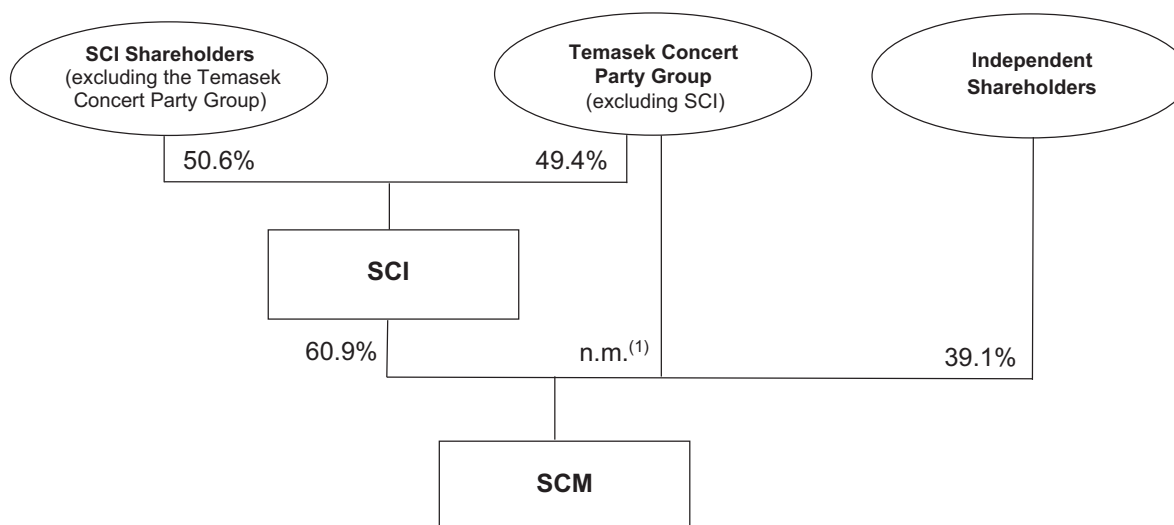 SCI Shareholders
(excluding the Temasek
Concert Party Group)
Temasek Concert
Party Group
(excluding SCI)
Independent
Shareholders
50.6%
49.4%
SCI
60.9%
n.m.(1)
39.1%
SCM